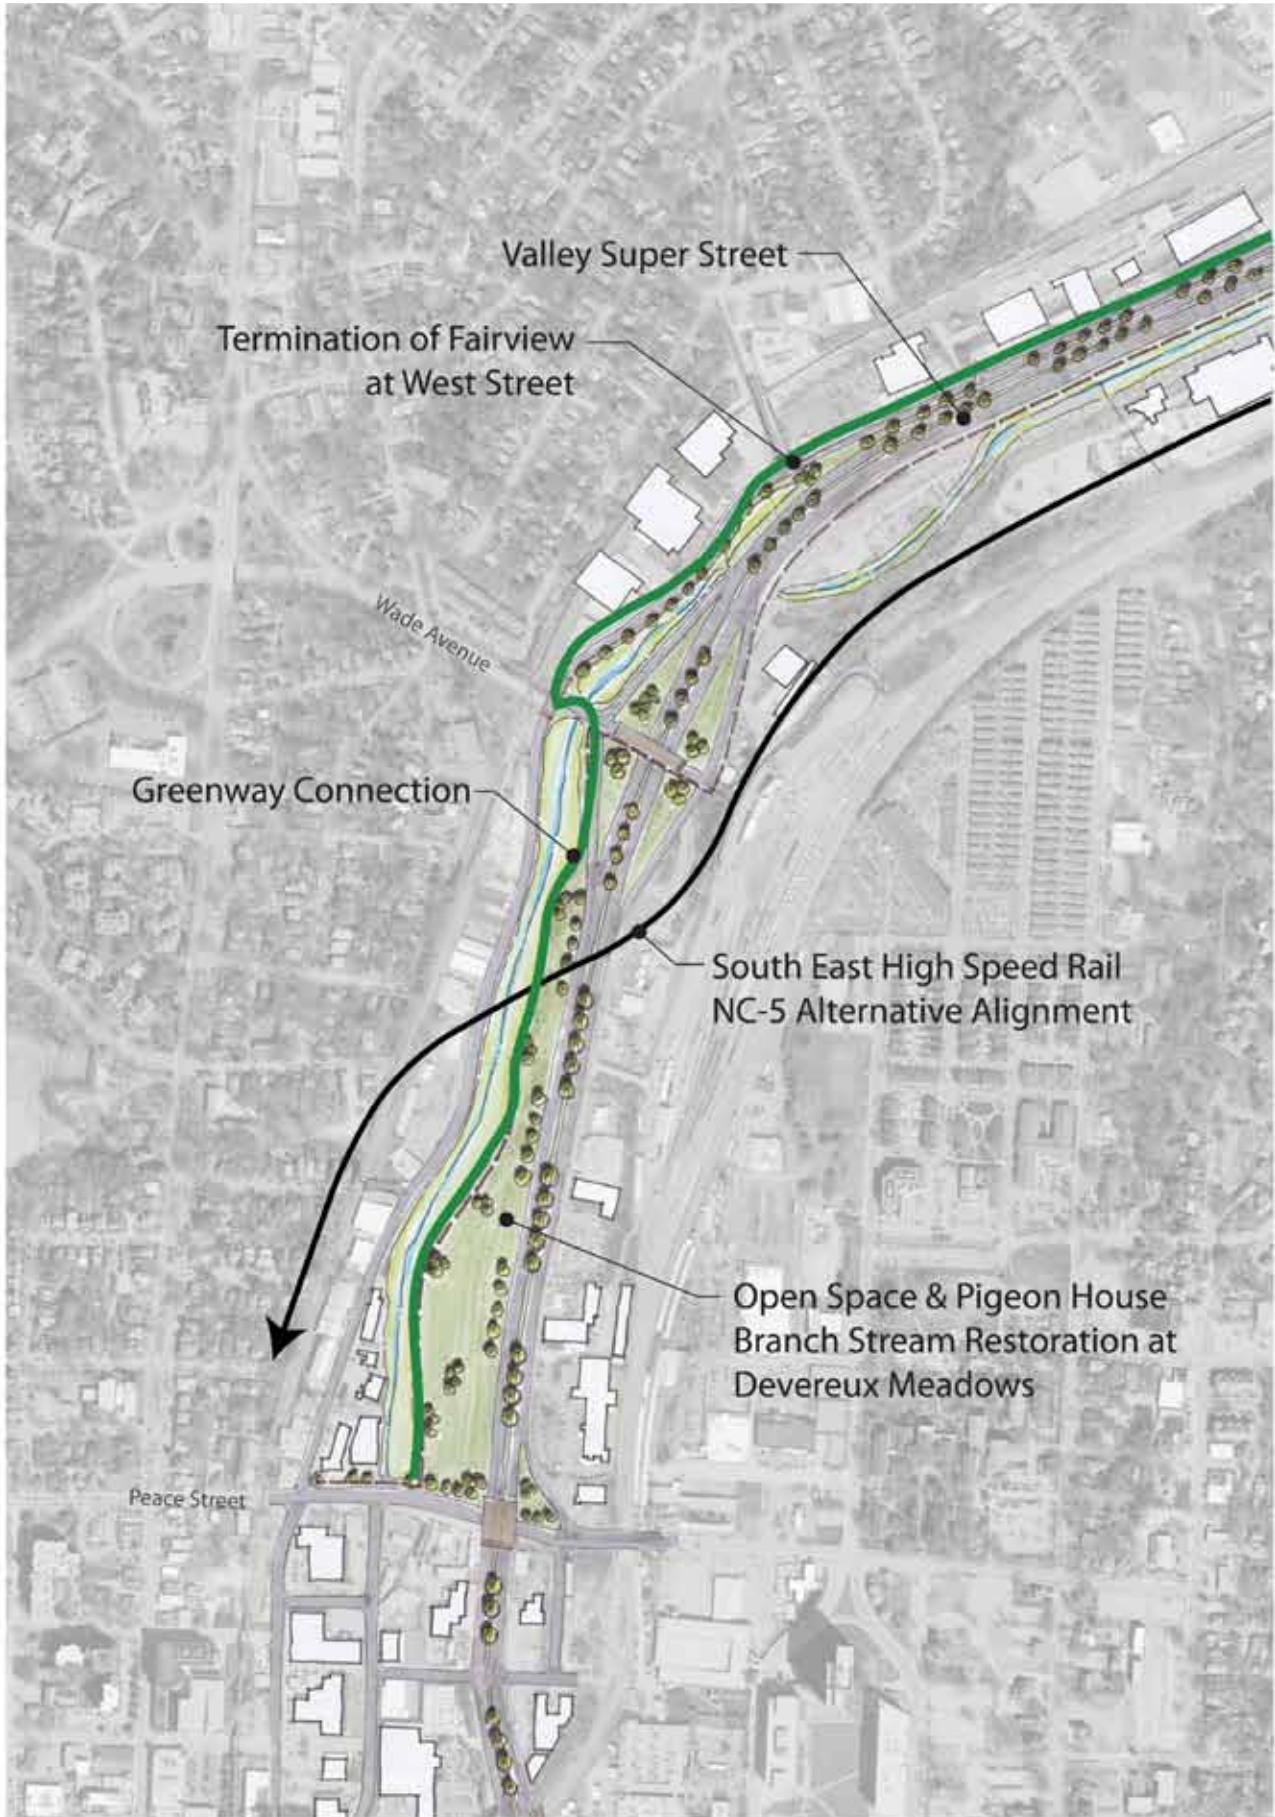 Valley Super Street
Termination of Fairview
at West Street
Wade Avenue
Greenway Connection
South East High Speed Rail
NC-5 Alternative Alignment
Open Space & Pigeon House
Branch Stream Restoration at
Devereux Meadows
Peace Street